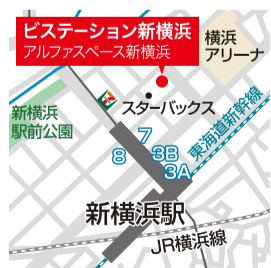 ビステーション新横浜
アルファスペース新横浜
横浜
アリーナ
スターバックス
新横浜
駅前公園
東海道新幹線
7
8
3B
3A
新横浜駅
JR横浜線